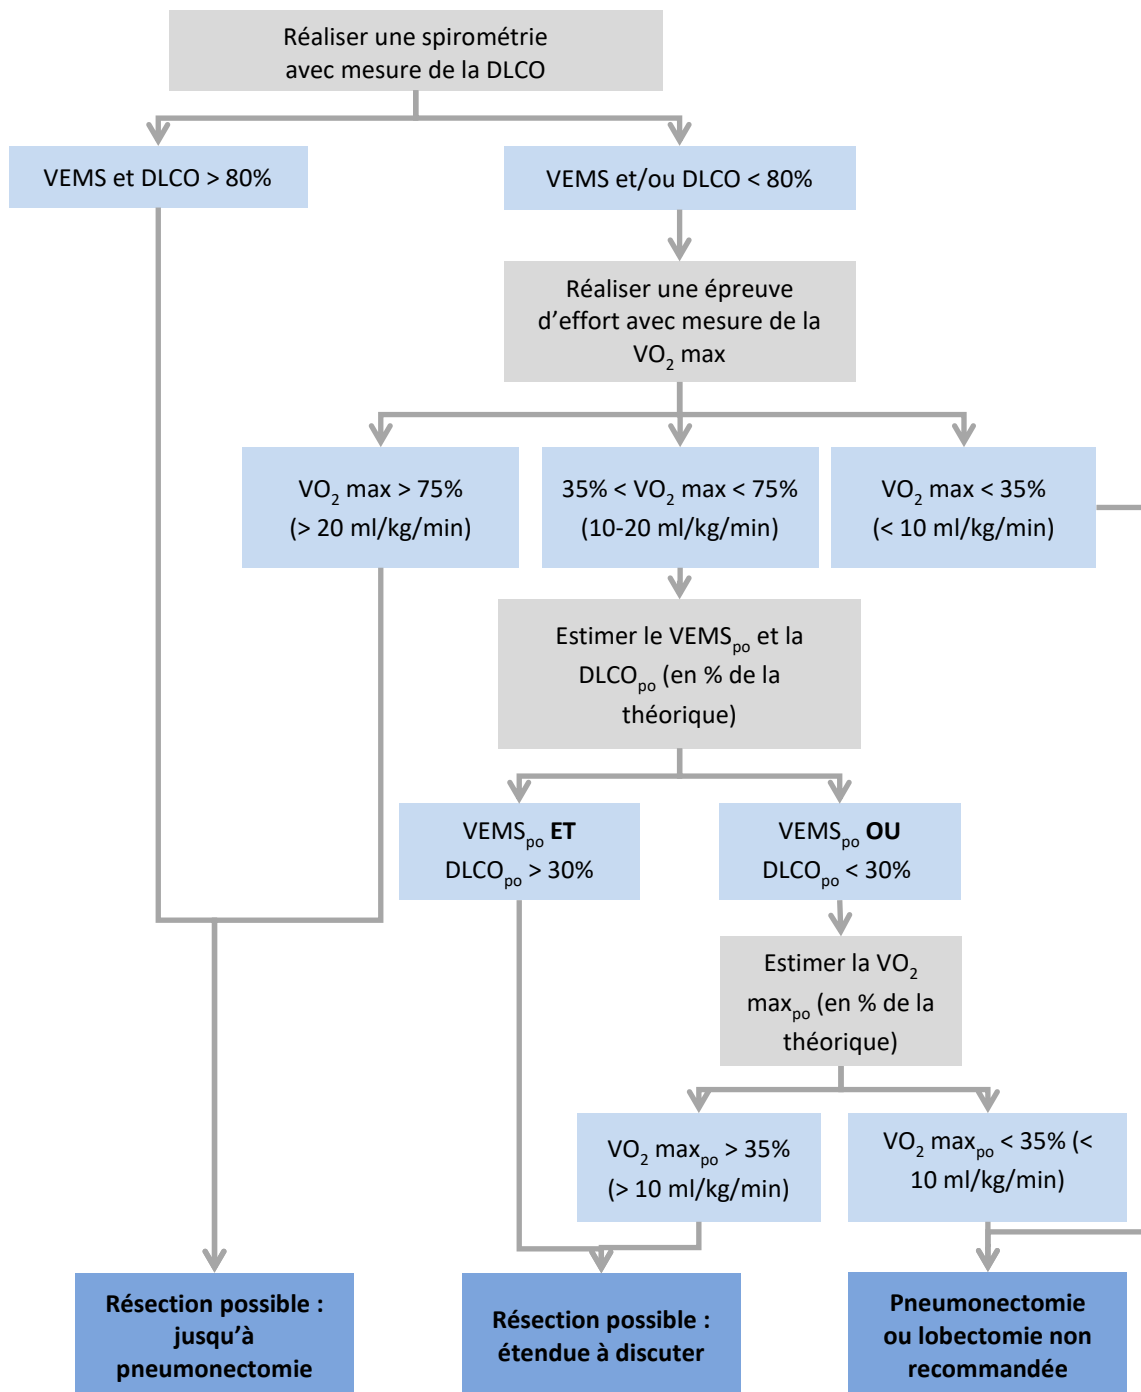 Réaliser une spirométrie
avec mesure de la DLCO
VEMS et DLCO > 80%
VEMS et/ou DLCO < 80%
Réaliser une épreuve
d’effort avec mesure de la
VO₂ max
VO₂ max > 75%
(> 20 ml/kg/min)
35% < VO₂ max < 75%
(10-20 ml/kg/min)
VO₂ max < 35%
(< 10 ml/kg/min)
Estimer le VEMSpo et la
DLCOpo (en % de la
théorique)
VEMSpo ET
DLCOpo > 30%
VEMSpo OU
DLCOpo < 30%
Estimer la VO₂
maxpo (en % de la
théorique)
VO₂ maxpo > 35%
(> 10 ml/kg/min)
VO₂ maxpo < 35% (<
10 ml/kg/min)
Résection possible :
jusqu’à
pneumonectomie
Résection possible :
étendue à discuter
Pneumonectomie
ou lobectomie non
recommandée